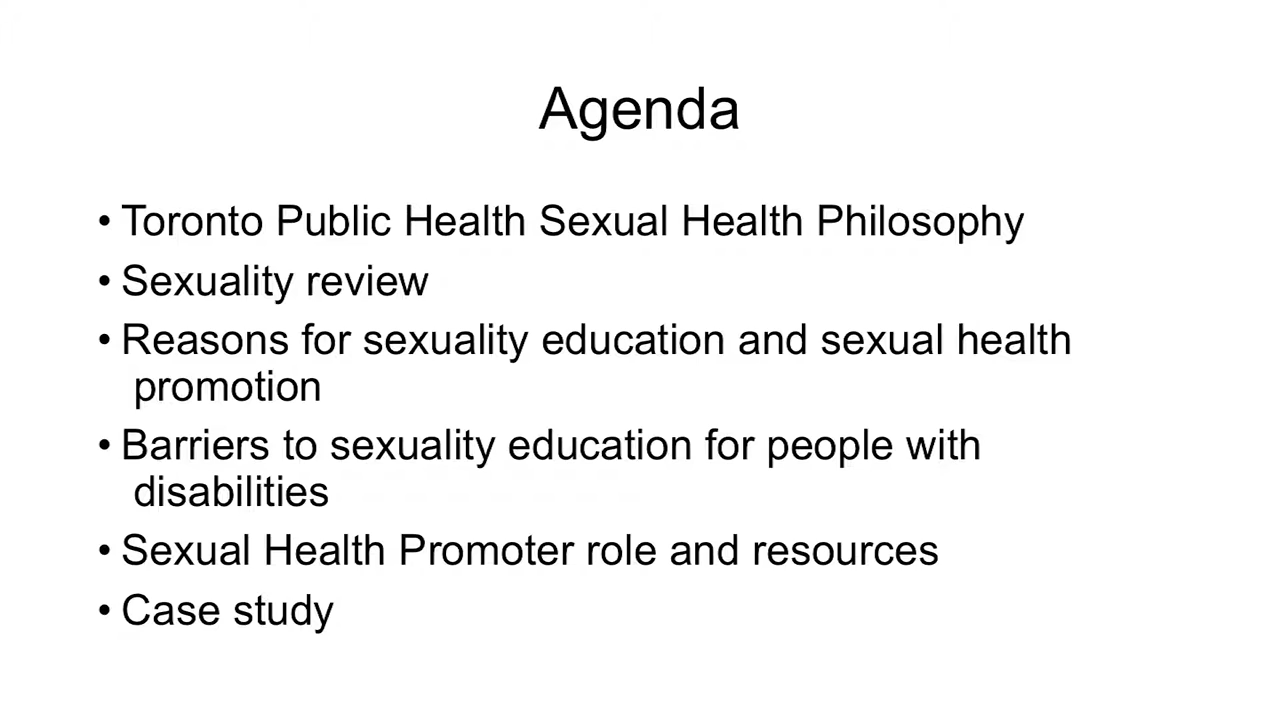 Agenda
• Toronto Public Health Sexual Health Philosophy
• Sexuality review
• Reasons for sexuality education and sexual health
promotion
• Barriers to sexuality education for people with
disabilities
• Sexual Health Promoter role and resources
• Case study